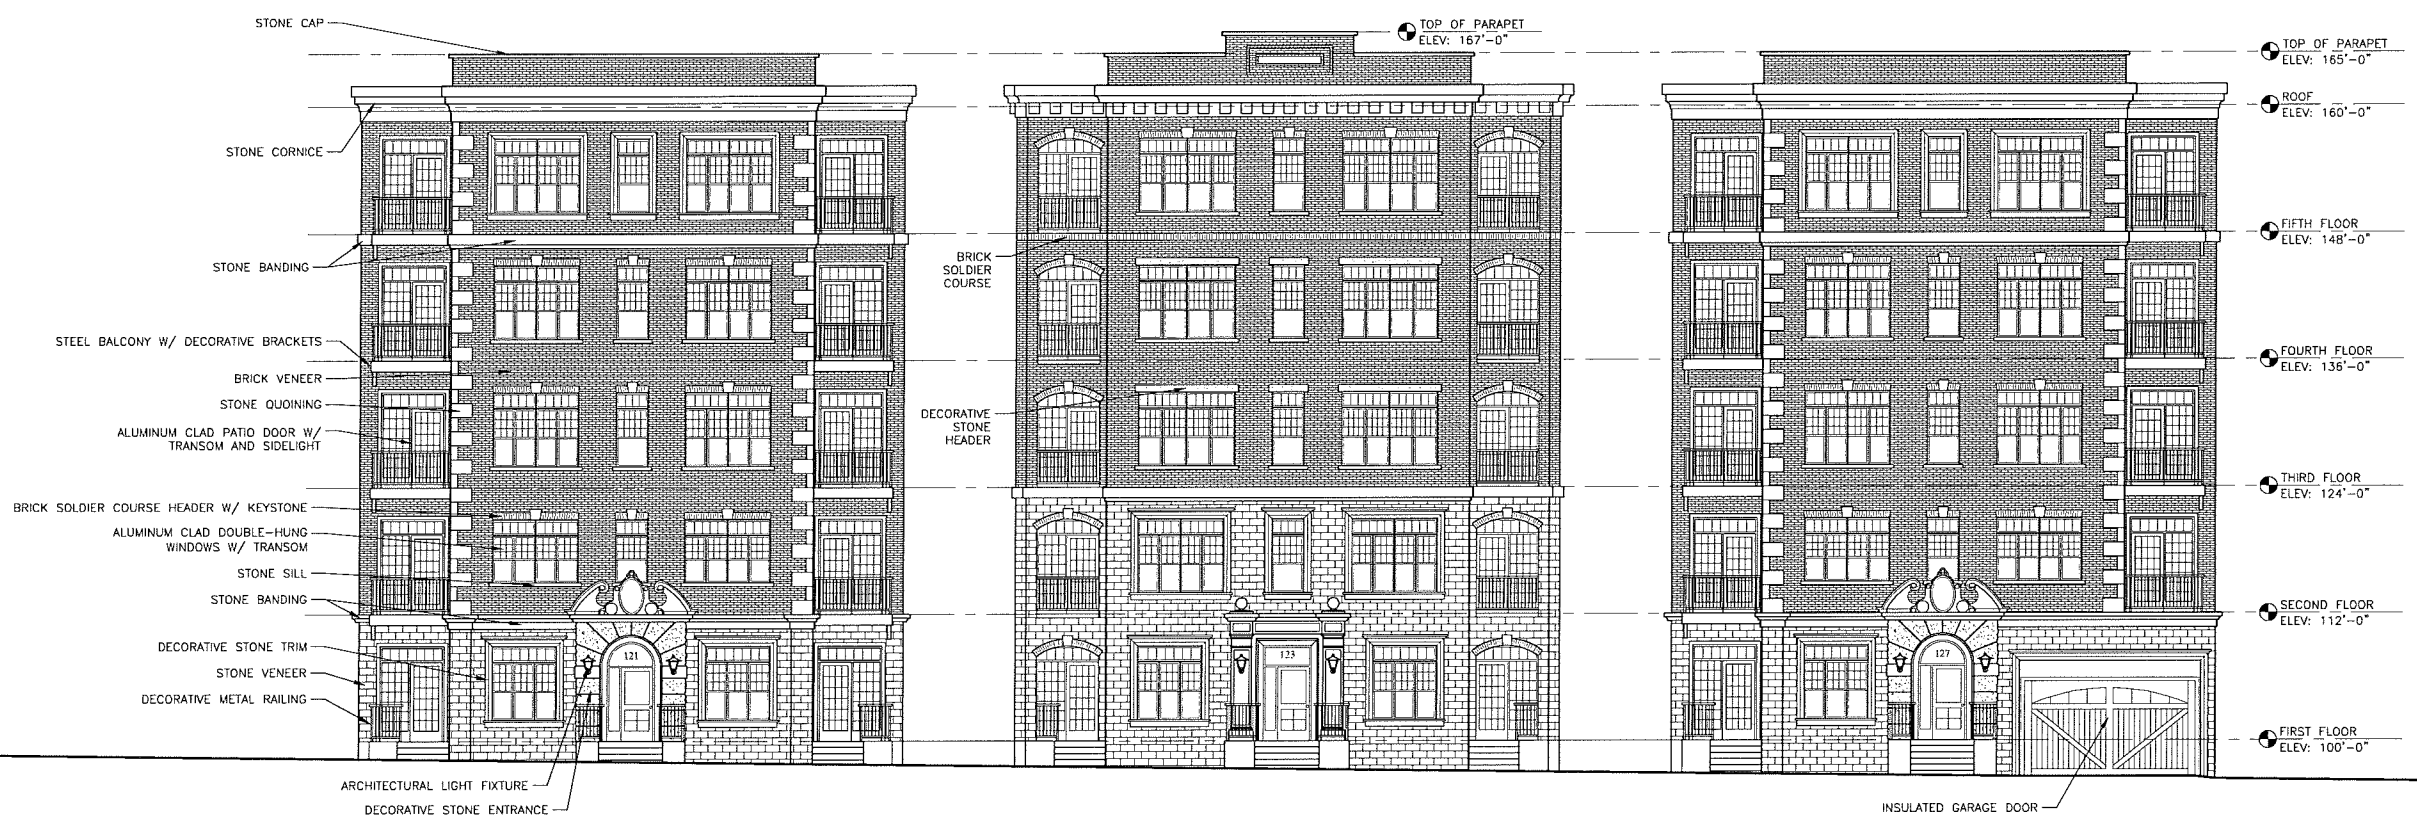 STONE CAP
STONE CORNICE
STONE BANDING
STEEL BALCONY W/ DECORATIVE BRACKETS
BRICK VENEER
STONE QUOINING
ALUMINUM CLAD PATIO DOOR W/
TRANSOM AND SIDELIGHT
BRICK SOLDIER COURSE HEADER W/ KEYSTONE
ALUMINUM CLAD DOUBLE-HUNG
WINDOWS W/ TRANSOM
STONE SILL
STONE BANDING
DECORATIVE STONE TRIM
STONE VENEER
DECORATIVE METAL RAILING
ARCHITECTURAL LIGHT FIXTURE
DECORATIVE STONE ENTRANCE
121
BRICK
SOLDIER
COURSE
DECORATIVE
STONE
HEADER
123
TOP OF PARAPET
ELEV: 167'-0"
127
INSULATED GARAGE DOOR
TOP OF PARAPET
ELEV: 165'-0"
ROOF
ELEV: 160'-0"
FIFTH FLOOR
ELEV: 148'-0"
FOURTH FLOOR
ELEV: 136'-0"
THIRD FLOOR
ELEV: 124'-0"
SECOND FLOOR
ELEV: 112'-0"
FIRST FLOOR
ELEV: 100'-0"